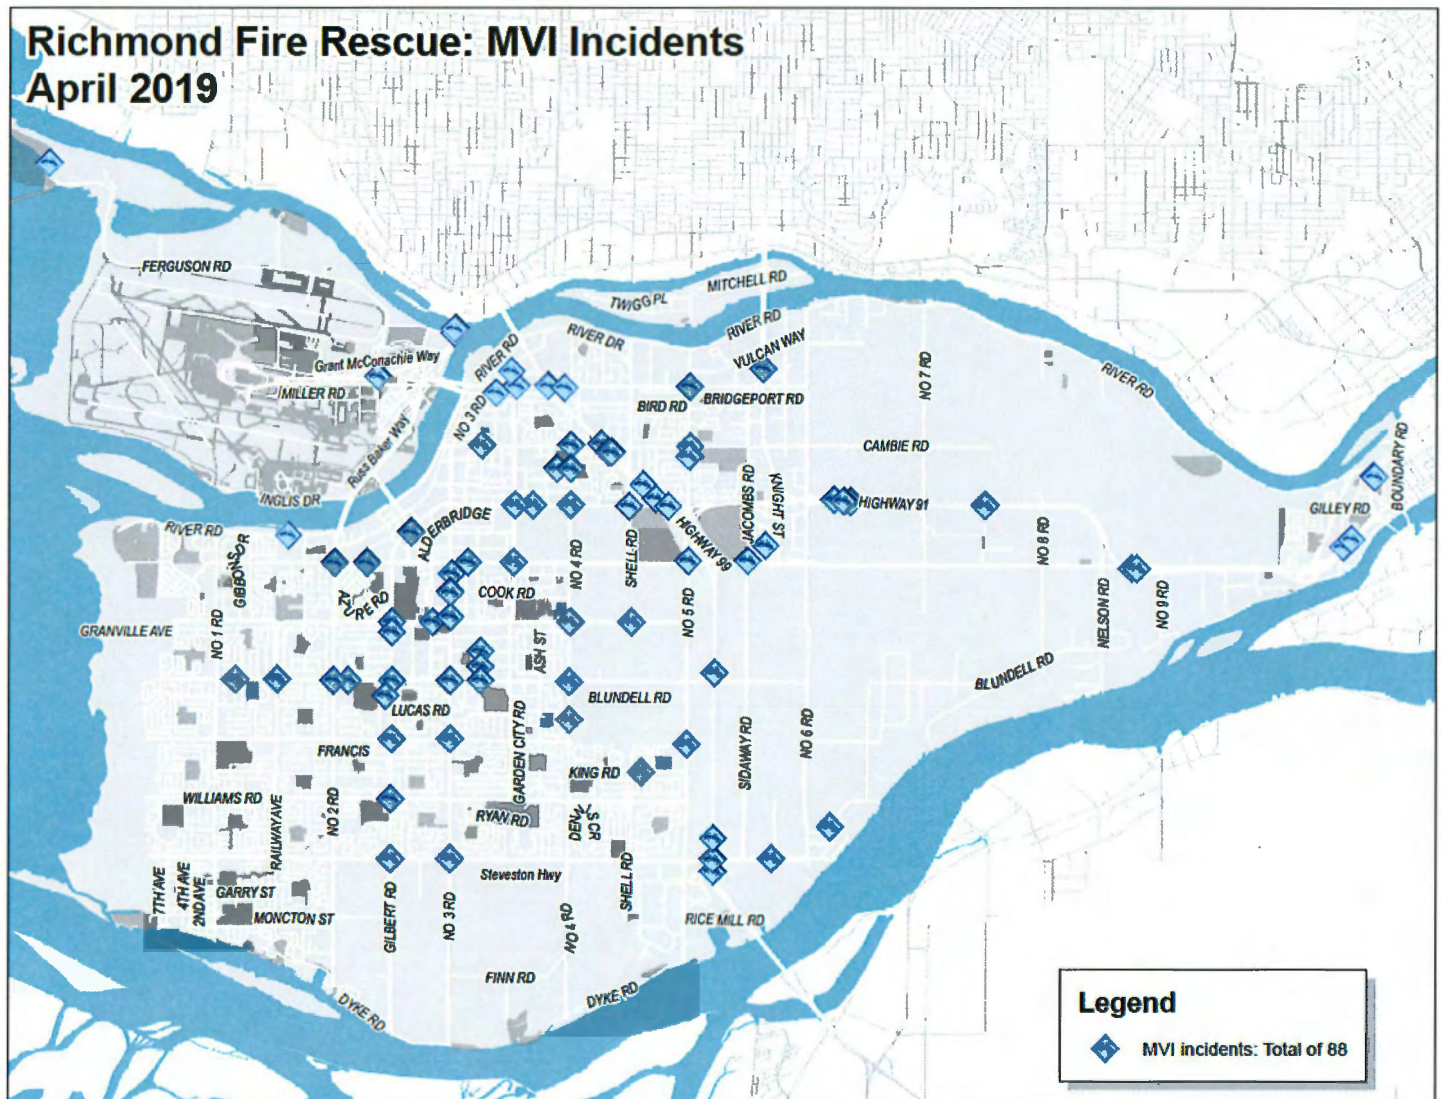 Richmond Fire Rescue: MVI Incidents
April 2019
FERGUSON RD
MITCHELL RD
TWIGG PL
RIVER RD
RIVER DR
VULCAN WAY
RIVER RD
Grant McConachie Way
MILLER RD
NO 3 RD
BIRD RD
BRIDGEPORT RD
NO 7 RD
RIVER RD
Russ Baker Way
CAMBIE RD
BOUNDARY RD
INGLIS DR
JACOMBS RD
KNIGHT ST
HIGHWAY 91
GILLEY RD
RIVER RD
ALDERBRIDGE
HIGHWAY 99
GIBBONS DR
NO 4 RD
SHELL RD
NO 8 RD
AZURE RD
COOK RD
NO 5 RD
NELSON RD
NO 9 RD
GRANVILLE AVE
NO 1 RD
ASH ST
BLUNDELL RD
BLUNDELL RD
LUCAS RD
GARDEN CITY RD
SIDAWAY RD
NO 6 RD
FRANCIS
KING RD
WILLIAMS RD
RAILWAY AVE
NO 2 RD
RYAN RD
DENNIS CR
Steveston Hwy
SHELL RD
7TH AVE
4TH AVE
2ND AVE
GARRY ST
MONCTON ST
GILBERT RD
NO 3 RD
NO 4 RD
RICE MILL RD
FINN RD
DYKE RD
DYKE RD
Legend
MVI incidents: Total of 88